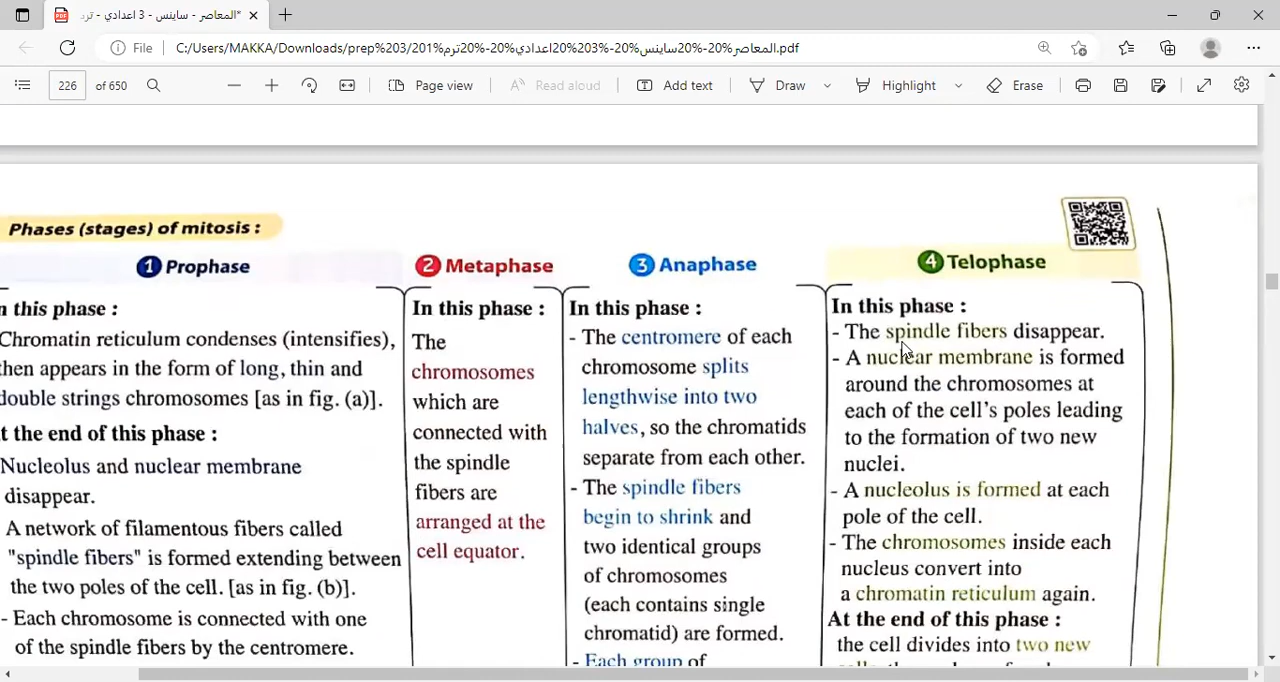 *المعاصر - ساينس - 3 اعدادي - تر
File
C:/Users/MAKKA/Downloads/prep%203/201%المعاصر%20-%20ساينس%20-%203%20اعدادي%20-%20ترم.pdf
226 of 650
Page view
Read aloud
Add text
Draw
Highlight
Erase
Phases (stages) of mitosis :
1 Prophase
n this phase :
Chromatin reticulum condenses (intensifies),
then appears in the form of long, thin and
double strings chromosomes [as in fig. (a)].
t the end of this phase :
Nucleolus and nuclear membrane
disappear.
A network of filamentous fibers called
"spindle fibers" is formed extending between
the two poles of the cell. [as in fig. (b)].
- Each chromosome is connected with one
of the spindle fibers by the centromere.
2 Metaphase
In this phase :
The
chromosomes
which are
connected with
the spindle
fibers are
arranged at the
cell equator.
3 Anaphase
In this phase :
- The centromere of each
chromosome splits
lengthwise into two
halves, so the chromatids
separate from each other.
- The spindle fibers
begin to shrink and
two identical groups
of chromosomes
(each contains single
chromatid) are formed.
- Each group of
4 Telophase
In this phase :
- The spindle fibers disappear.
- A nuclear membrane is formed
around the chromosomes at
each of the cell's poles leading
to the formation of two new
nuclei.
- A nucleolus is formed at each
pole of the cell.
- The chromosomes inside each
nucleus convert into
a chromatin reticulum again.
At the end of this phase :
the cell divides into two new